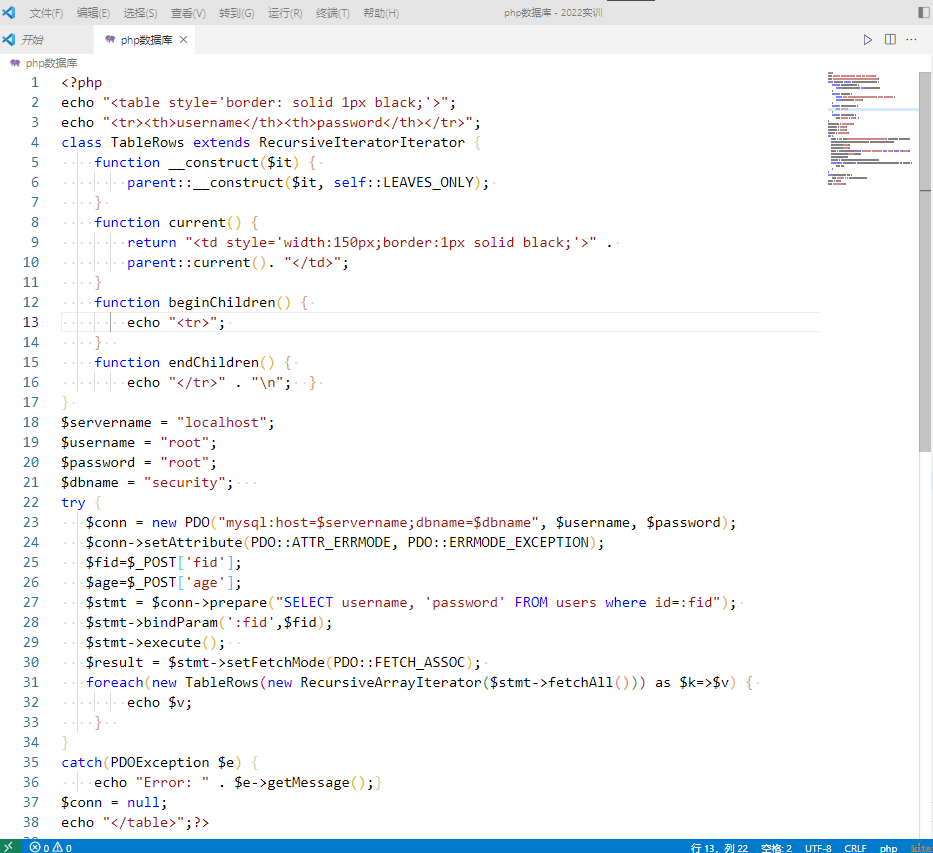 文件(F) 编辑(E) 选择(S) 查看(V) 转到(G) 运行(R) 终端(T) 帮助(H) php数据库 - 2022实训
开始 php数据库
php数据库
1 <?php
2 echo "<table style='border: solid 1px black;'>";
3 echo "<tr><th>username</th><th>password</th></tr>";
4 class TableRows extends RecursiveIteratorIterator {
5 function __construct($it) {
6 parent::__construct($it, self::LEAVES_ONLY);
7 }
8 function current() {
9 return "<td style='width:150px;border:1px solid black;'>" .
10 parent::current(). "</td>";
11 }
12 function beginChildren() {
13 echo "<tr>";
14 }
15 function endChildren() {
16 echo "</tr>" . "\n"; }
17 }
18 $servername = "localhost";
19 $username = "root";
20 $password = "root";
21 $dbname = "security";
22 try {
23 $conn = new PDO("mysql:host=$servername;dbname=$dbname", $username, $password);
24 $conn->setAttribute(PDO::ATTR_ERRMODE, PDO::ERRMODE_EXCEPTION);
25 $fid=$_POST['fid'];
26 $age=$_POST['age'];
27 $stmt = $conn->prepare("SELECT username, 'password' FROM users where id=:fid");
28 $stmt->bindParam(':fid',$fid);
29 $stmt->execute();
30 $result = $stmt->setFetchMode(PDO::FETCH_ASSOC);
31 foreach(new TableRows(new RecursiveArrayIterator($stmt->fetchAll())) as $k=>$v) {
32 echo $v;
33 }
34 }
35 catch(PDOException $e) {
36 echo "Error: " . $e->getMessage();}
37 $conn = null;
38 echo "</table>";?>
0 0 行 13，列 22 空格: 2 UTF-8 CRLF php